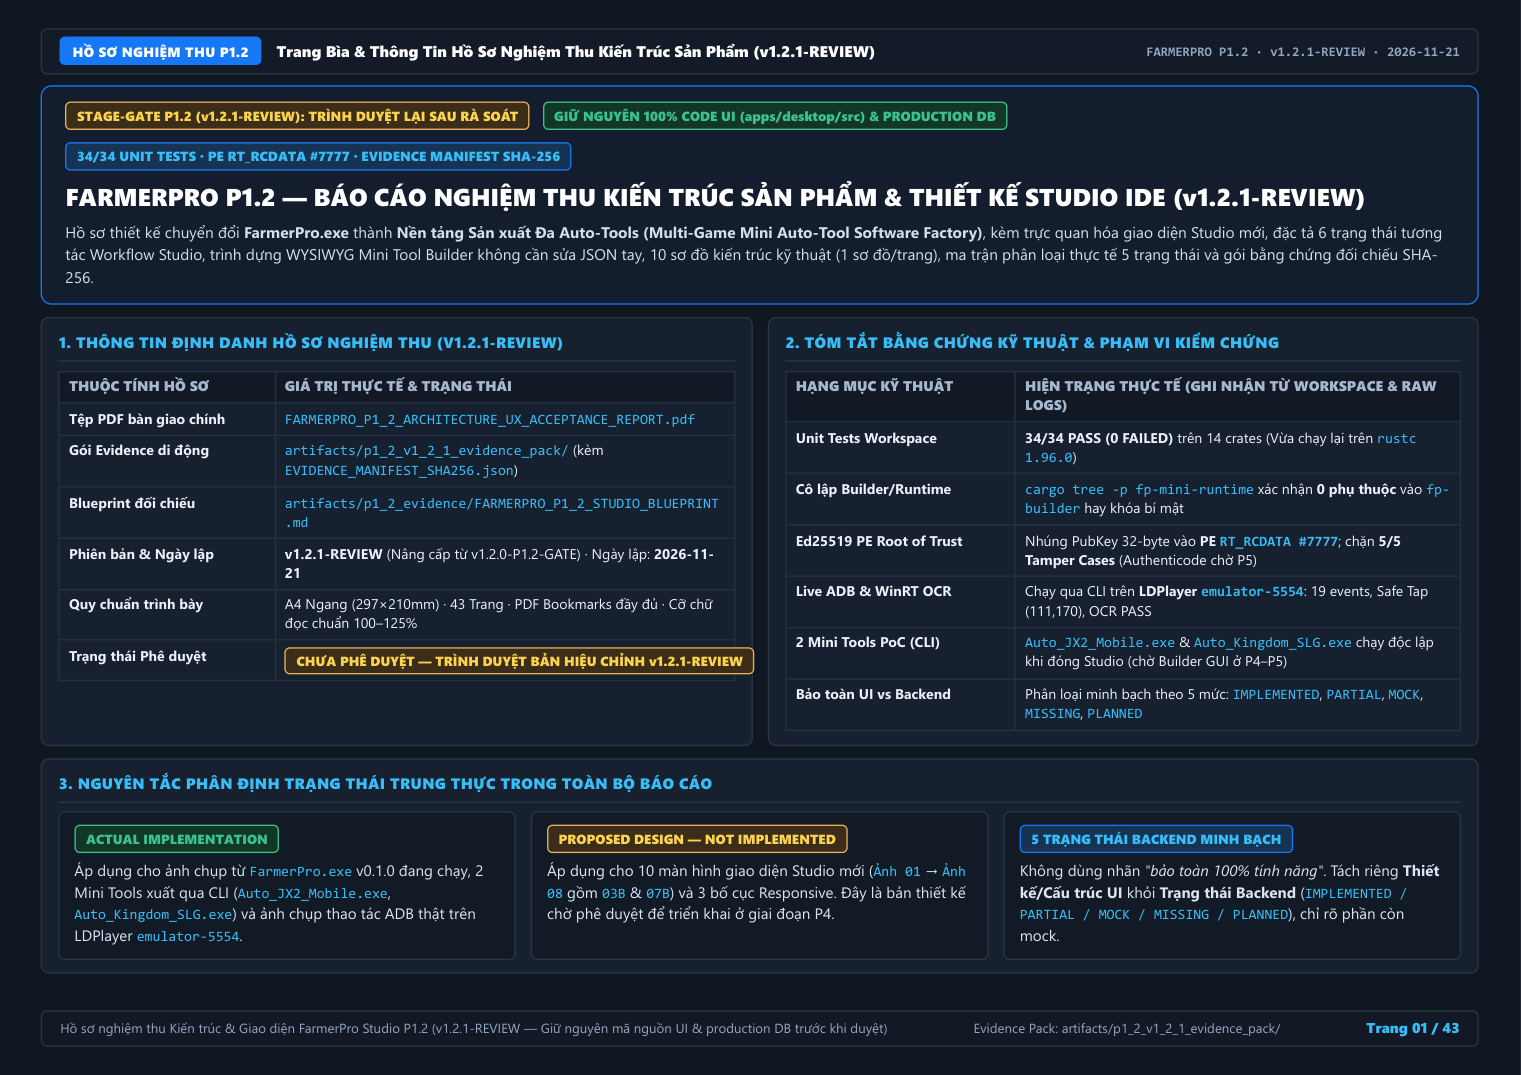 HỒ SƠ NGHIỆM THU P1.2
Trang Bìa & Thông Tin Hồ Sơ Nghiệm Thu Kiến Trúc Sản Phẩm (v1.2.1-REVIEW)
FARMERPRO P1.2 · v1.2.1-REVIEW · 2026-11-21
STAGE-GATE P1.2 (v1.2.1-REVIEW): TRÌNH DUYỆT LẠI SAU RÀ SOÁT
GIỮ NGUYÊN 100% CODE UI (apps/desktop/src) & PRODUCTION DB
34/34 UNIT TESTS · PE RT_RCDATA #7777 · EVIDENCE MANIFEST SHA-256
FARMERPRO P1.2 — BÁO CÁO NGHIỆM THU KIẾN TRÚC SẢN PHẨM & THIẾT KẾ STUDIO IDE (v1.2.1-REVIEW)
Hồ sơ thiết kế chuyển đổi FarmerPro.exe thành Nền tảng Sản xuất Đa Auto-Tools (Multi-Game Mini Auto-Tool Software Factory), kèm trực quan hóa giao diện Studio mới, đặc tả 6 trạng thái tương
tác Workflow Studio, trình dựng WYSIWYG Mini Tool Builder không cần sửa JSON tay, 10 sơ đồ kiến trúc kỹ thuật (1 sơ đồ/trang), ma trận phân loại thực tế 5 trạng thái và gói bằng chứng đối chiếu SHA-
256.
1. THÔNG TIN ĐỊNH DANH HỒ SƠ NGHIỆM THU (V1.2.1-REVIEW)
THUỘC TÍNH HỒ SƠ
GIÁ TRỊ THỰC TẾ & TRẠNG THÁI
Tệp PDF bàn giao chính
FARMERPRO_P1_2_ARCHITECTURE_UX_ACCEPTANCE_REPORT.pdf
Gói Evidence di động
artifacts/p1_2_v1_2_1_evidence_pack/ (kèm
EVIDENCE_MANIFEST_SHA256.json)
Blueprint đối chiếu
artifacts/p1_2_evidence/FARMERPRO_P1_2_STUDIO_BLUEPRINT
.md
Phiên bản & Ngày lập
v1.2.1-REVIEW (Nâng cấp từ v1.2.0-P1.2-GATE) · Ngày lập: 2026-11-
21
Quy chuẩn trình bày
A4 Ngang (297×210mm) · 43 Trang · PDF Bookmarks đầy đủ · Cỡ chữ
đọc chuẩn 100–125%
Trạng thái Phê duyệt
CHƯA PHÊ DUYỆT — TRÌNH DUYỆT BẢN HIỆU CHỈNH v1.2.1-REVIEW
2. TÓM TẮT BẰNG CHỨNG KỸ THUẬT & PHẠM VI KIỂM CHỨNG
HẠNG MỤC KỸ THUẬT
HIỆN TRẠNG THỰC TẾ (GHI NHẬN TỪ WORKSPACE & RAW
LOGS)
Unit Tests Workspace
34/34 PASS (0 FAILED) trên 14 crates (Vừa chạy lại trên rustc
1.96.0)
Cô lập Builder/Runtime
cargo tree -p fp-mini-runtime xác nhận 0 phụ thuộc vào fp-
builder hay khóa bí mật
Ed25519 PE Root of Trust
Nhúng PubKey 32-byte vào PE RT_RCDATA #7777; chặn 5/5
Tamper Cases (Authenticode chờ P5)
Live ADB & WinRT OCR
Chạy qua CLI trên LDPlayer emulator-5554: 19 events, Safe Tap
(111,170), OCR PASS
2 Mini Tools PoC (CLI)
Auto_JX2_Mobile.exe & Auto_Kingdom_SLG.exe chạy độc lập
khi đóng Studio (chờ Builder GUI ở P4–P5)
Bảo toàn UI vs Backend
Phân loại minh bạch theo 5 mức: IMPLEMENTED, PARTIAL, MOCK,
MISSING, PLANNED
3. NGUYÊN TẮC PHÂN ĐỊNH TRẠNG THÁI TRUNG THỰC TRONG TOÀN BỘ BÁO CÁO
ACTUAL IMPLEMENTATION
Áp dụng cho ảnh chụp từ FarmerPro.exe v0.1.0 đang chạy, 2
Mini Tools xuất qua CLI (Auto_JX2_Mobile.exe,
Auto_Kingdom_SLG.exe) và ảnh chụp thao tác ADB thật trên
LDPlayer emulator-5554.
PROPOSED DESIGN — NOT IMPLEMENTED
Áp dụng cho 10 màn hình giao diện Studio mới (Ảnh 01 → Ảnh
08 gồm 03B & 07B) và 3 bố cục Responsive. Đây là bản thiết kế
chờ phê duyệt để triển khai ở giai đoạn P4.
5 TRẠNG THÁI BACKEND MINH BẠCH
Không dùng nhãn "bảo toàn 100% tính năng". Tách riêng Thiết
kế/Cấu trúc UI khỏi Trạng thái Backend (IMPLEMENTED /
PARTIAL / MOCK / MISSING / PLANNED), chỉ rõ phần còn
mock.
Hồ sơ nghiệm thu Kiến trúc & Giao diện FarmerPro Studio P1.2 (v1.2.1-REVIEW — Giữ nguyên mã nguồn UI & production DB trước khi duyệt)
Evidence Pack: artifacts/p1_2_v1_2_1_evidence_pack/
Trang 01 / 43